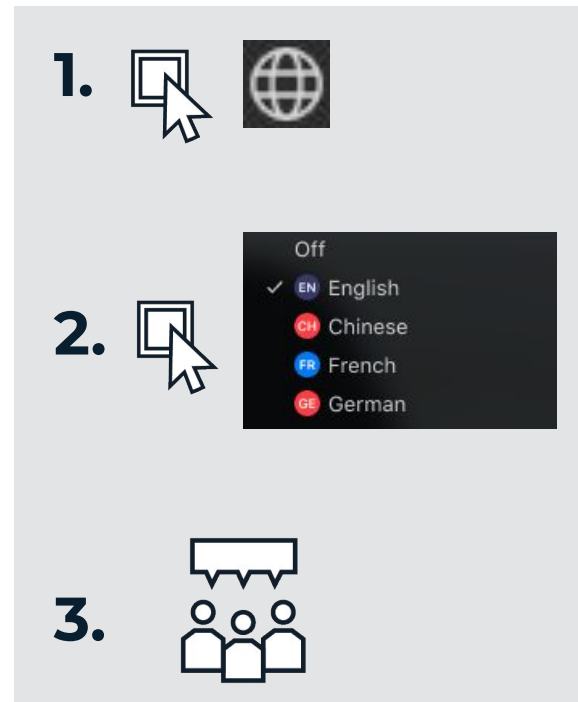 1.
Off
EN English
CH Chinese
2.
FR French
GE German
3.